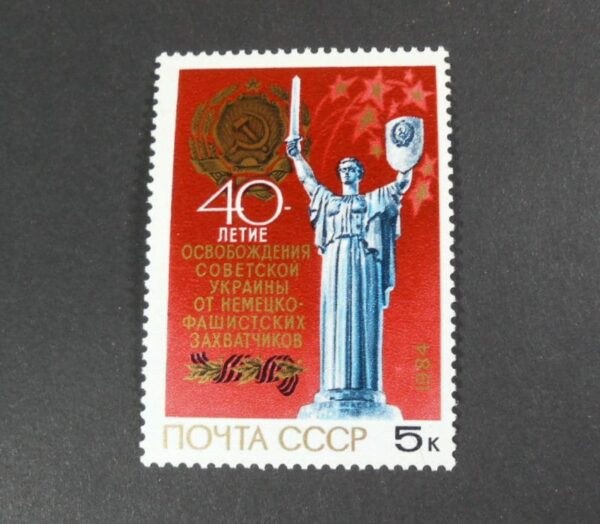 40-
ЛЕТИЕ
ОСВОБОЖДЕНИЯ
СОВЕТСКОЙ
УКРАИНЫ
ОТ НЕМЕЦКО-
ФАШИСТСКИХ
ЗАХВАТЧИКОВ
1984
ПОЧТА СССР 5к